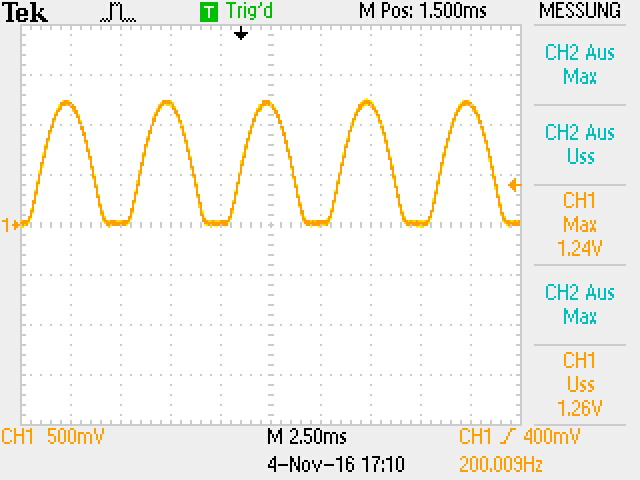 Tek T Trig'd M Pos: 1.500ms MESSUNG
CH2 Aus
Max
CH2 Aus
Uss
CH1
Max
1.24V
CH2 Aus
Max
CH1
Uss
1.26V
1
CH1 500mV M 2.50ms CH1 400mV
4-Nov-16 17:10 200.009Hz